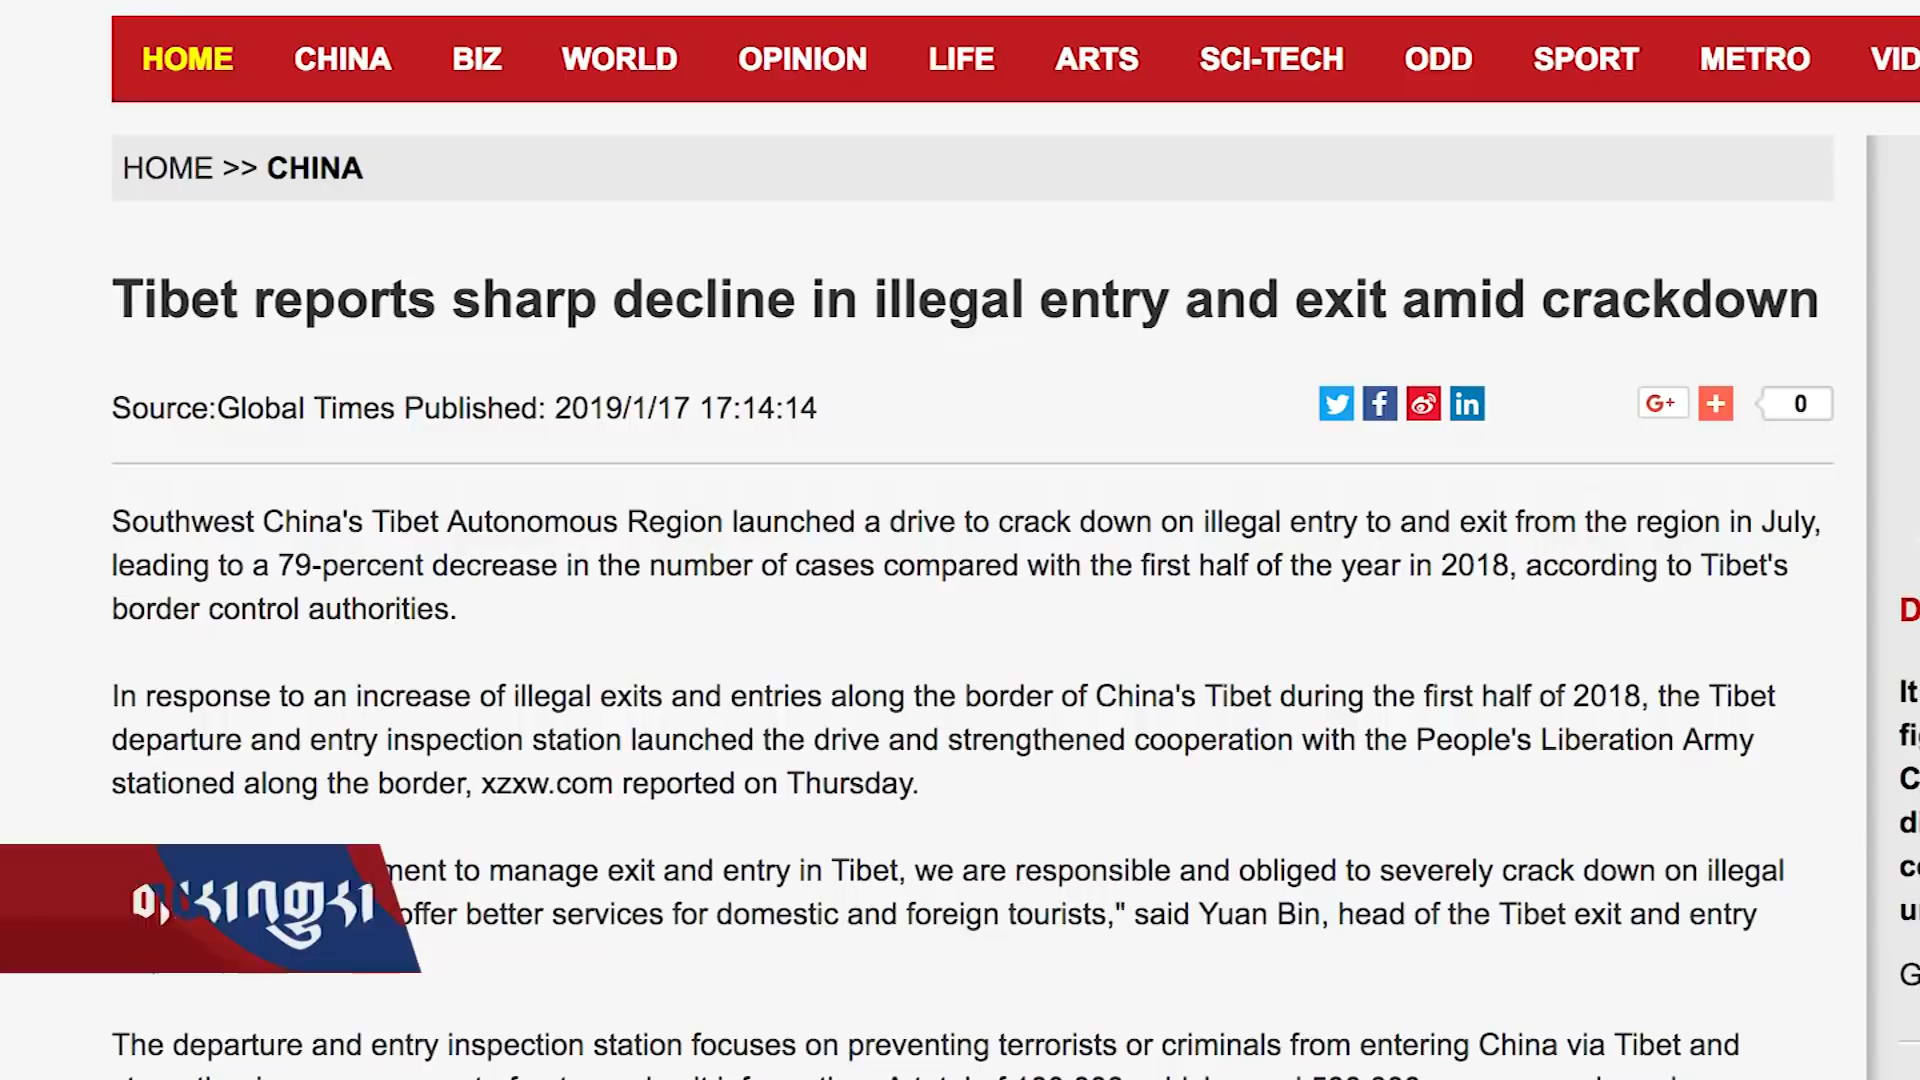 HOME CHINA BIZ WORLD OPINION LIFE ARTS SCI-TECH ODD SPORT METRO
HOME >> CHINA
Tibet reports sharp decline in illegal entry and exit amid crackdown
Source:Global Times Published: 2019/1/17 17:14:14
G+ + 0
Southwest China's Tibet Autonomous Region launched a drive to crack down on illegal entry to and exit from the region in July,
leading to a 79-percent decrease in the number of cases compared with the first half of the year in 2018, according to Tibet's
border control authorities.
In response to an increase of illegal exits and entries along the border of China's Tibet during the first half of 2018, the Tibet
departure and entry inspection station launched the drive and strengthened cooperation with the People's Liberation Army
stationed along the border, xzxw.com reported on Thursday.
to manage exit and entry in Tibet, we are responsible and obliged to severely crack down on illegal
offer better services for domestic and foreign tourists," said Yuan Bin, head of the Tibet exit and entry
The departure and entry inspection station focuses on preventing terrorists or criminals from entering China via Tibet and